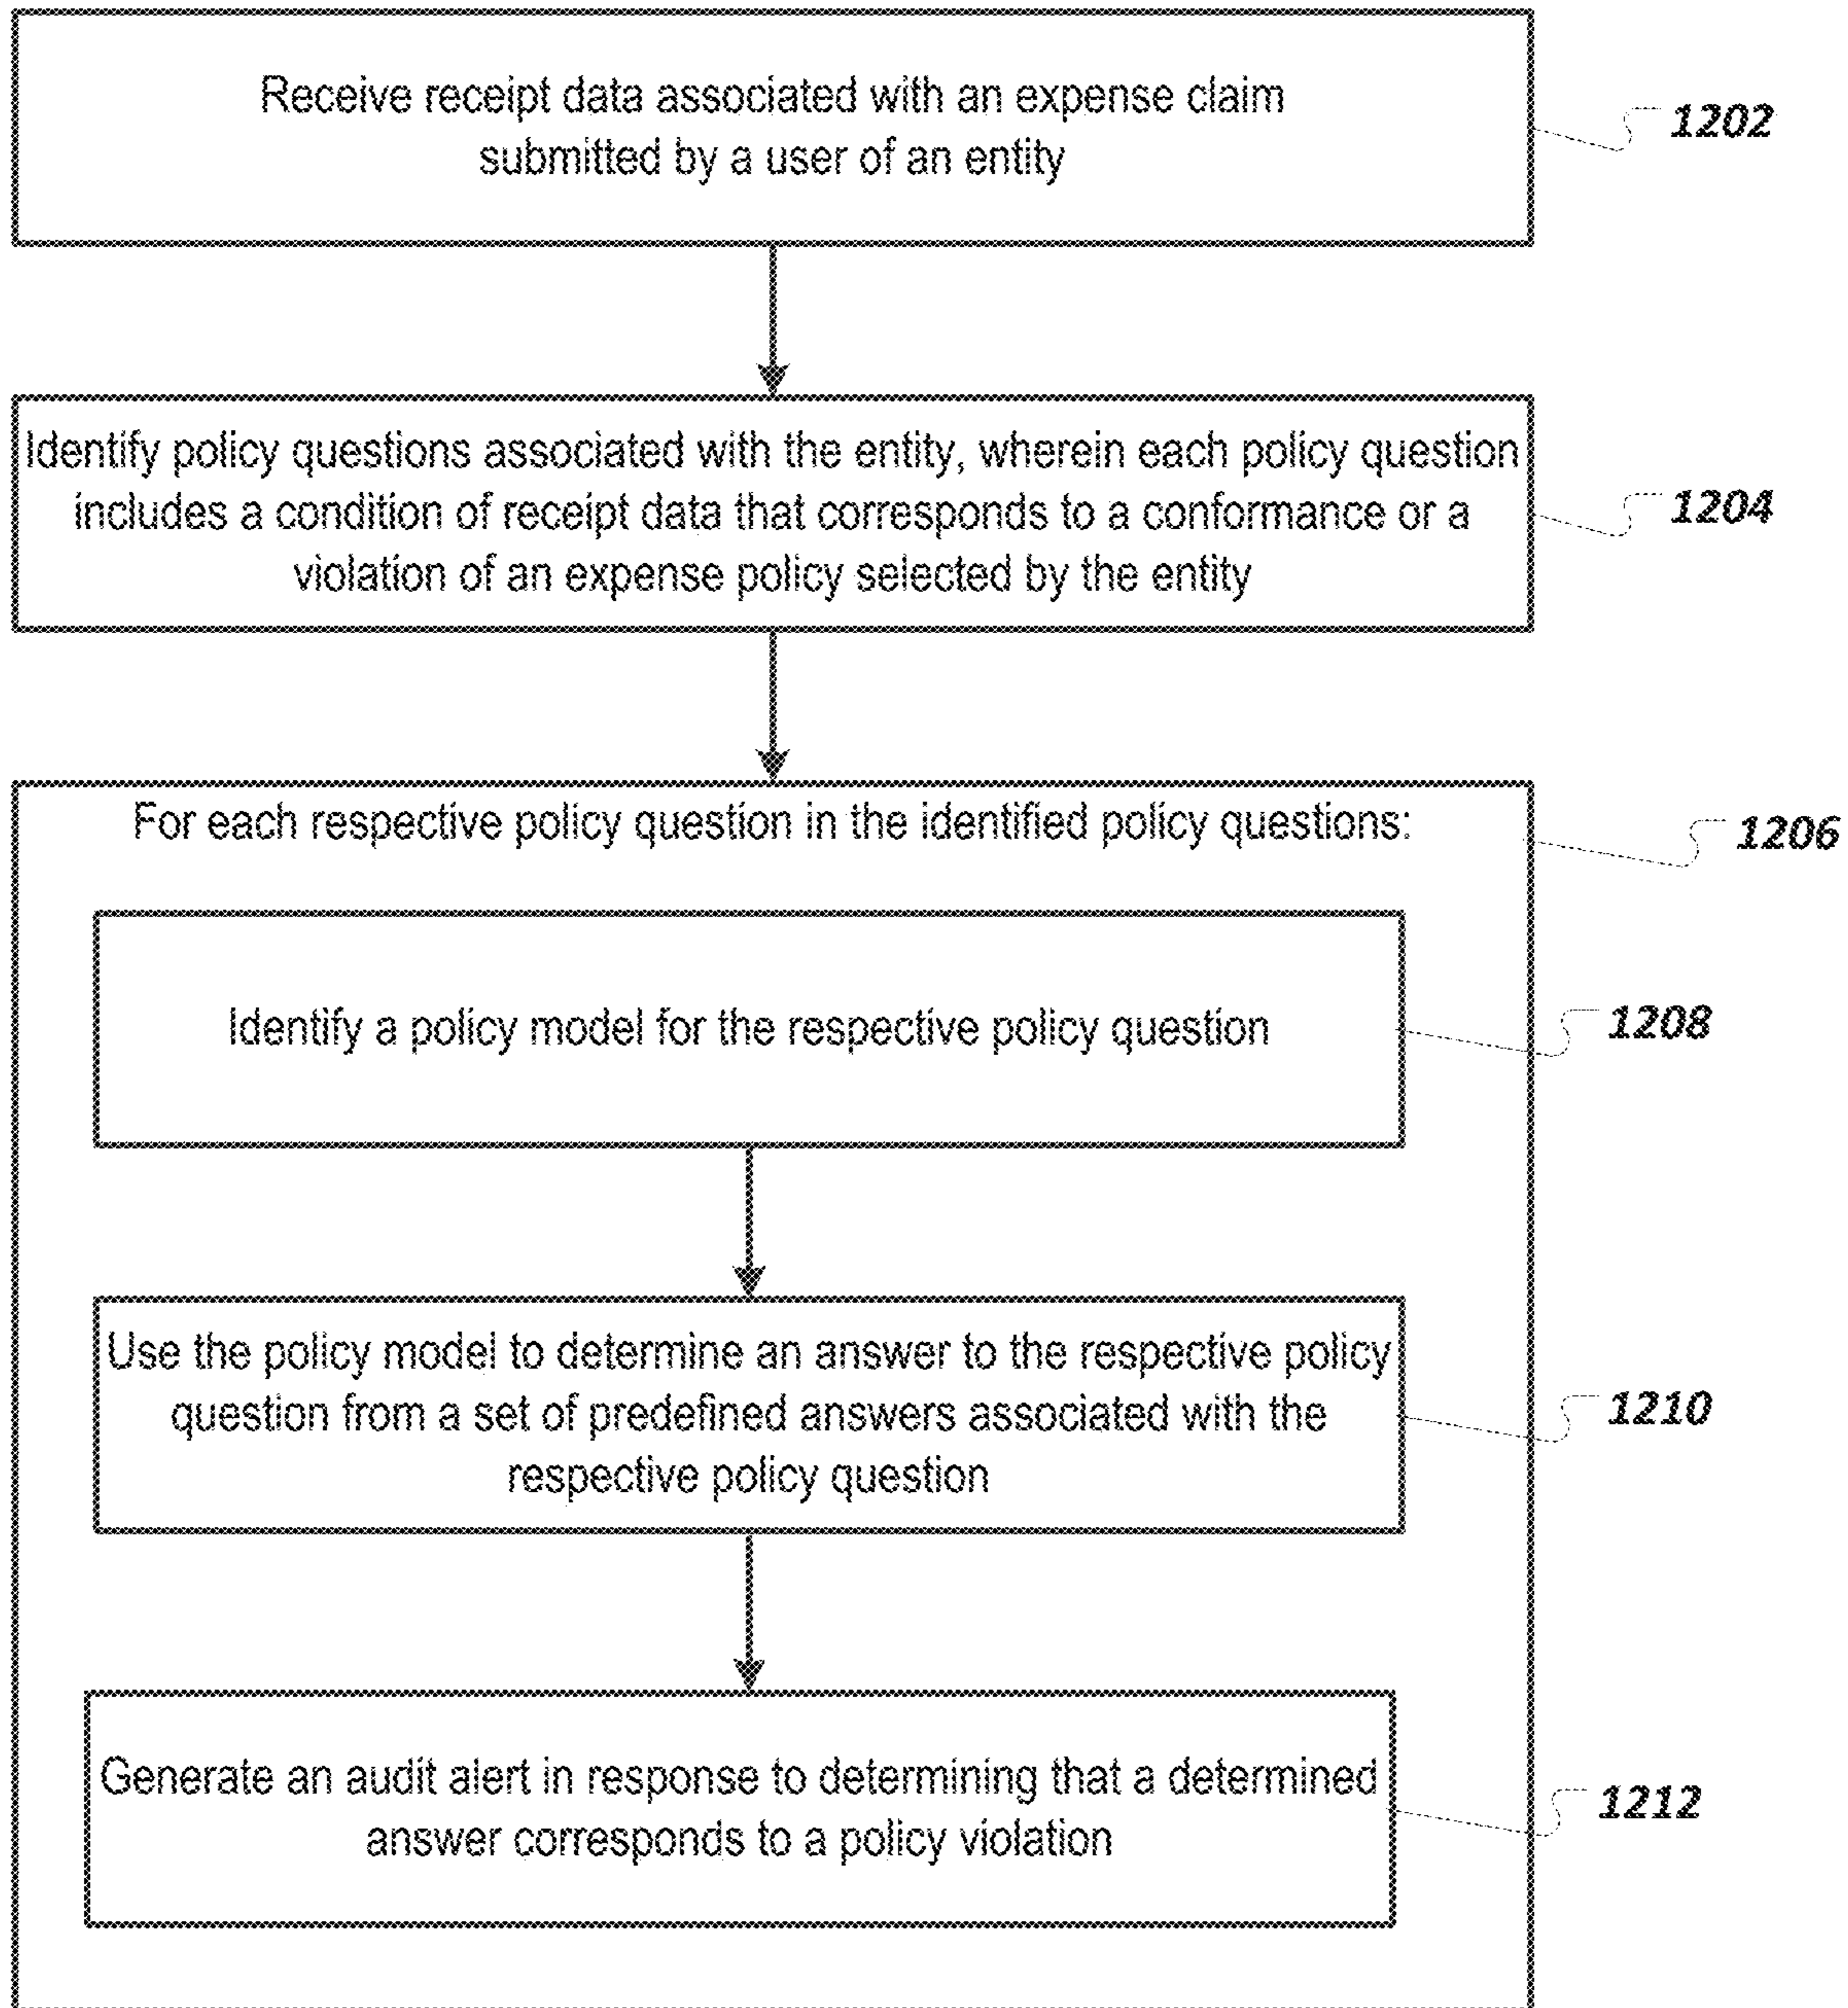 Receive receipt data associated with an expense claim
submitted by a user of an entity
1202
Identify policy questions associated with the entity, wherein each policy question
includes a condition of receipt data that corresponds to a conformance or a
violation of an expense policy selected by the entity
1204
For each respective policy question in the identified policy questions:
1206
Identify a policy model for the respective policy question
1208
Use the policy model to determine an answer to the respective policy
question from a set of predefined answers associated with the
respective policy question
1210
Generate an audit alert in response to determining that a determined
answer corresponds to a policy violation
1212